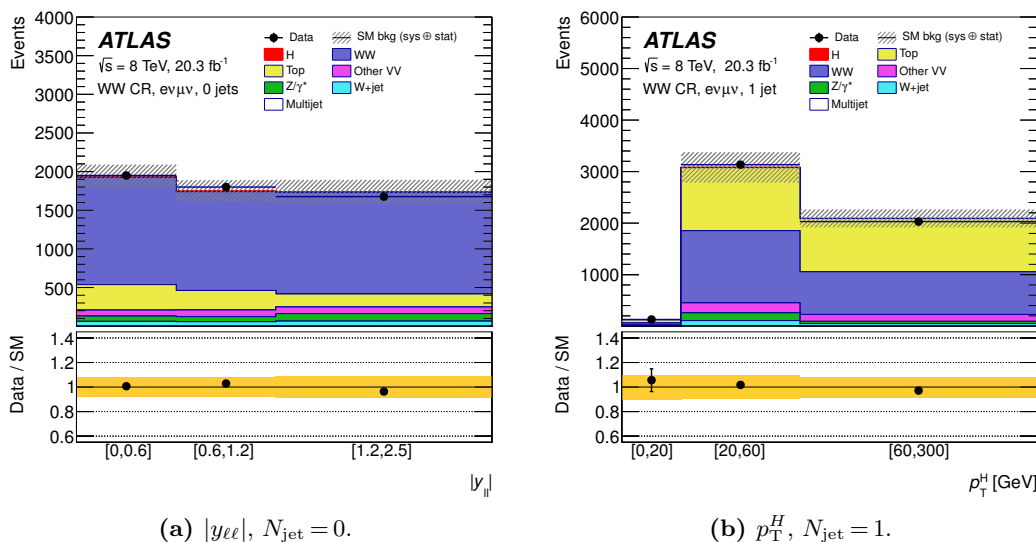 Events
4000
3500
3000
2500
2000
1500
1000
500
ATLAS
√s = 8 TeV, 20.3 fb⁻¹
WW CR, eνμν, 0 jets
Data
SM bkg (sys ⊕ stat)
H
WW
Top
Other VV
Z/γ*
W+jet
Multijet
Data / SM
1.4
1.2
1
0.8
0.6
[0,0.6]
[0.6,1.2]
[1.2,2.5]
|y_ll|
(a) |y_ℓℓ|, N_jet = 0.
Events
6000
5000
4000
3000
2000
1000
ATLAS
√s = 8 TeV, 20.3 fb⁻¹
WW CR, eνμν, 1 jet
Data
SM bkg (sys ⊕ stat)
H
Top
WW
Other VV
Z/γ*
W+jet
Multijet
Data / SM
1.4
1.2
1
0.8
0.6
[0,20]
[20,60]
[60,300]
p_T^H [GeV]
(b) p_T^H, N_jet = 1.